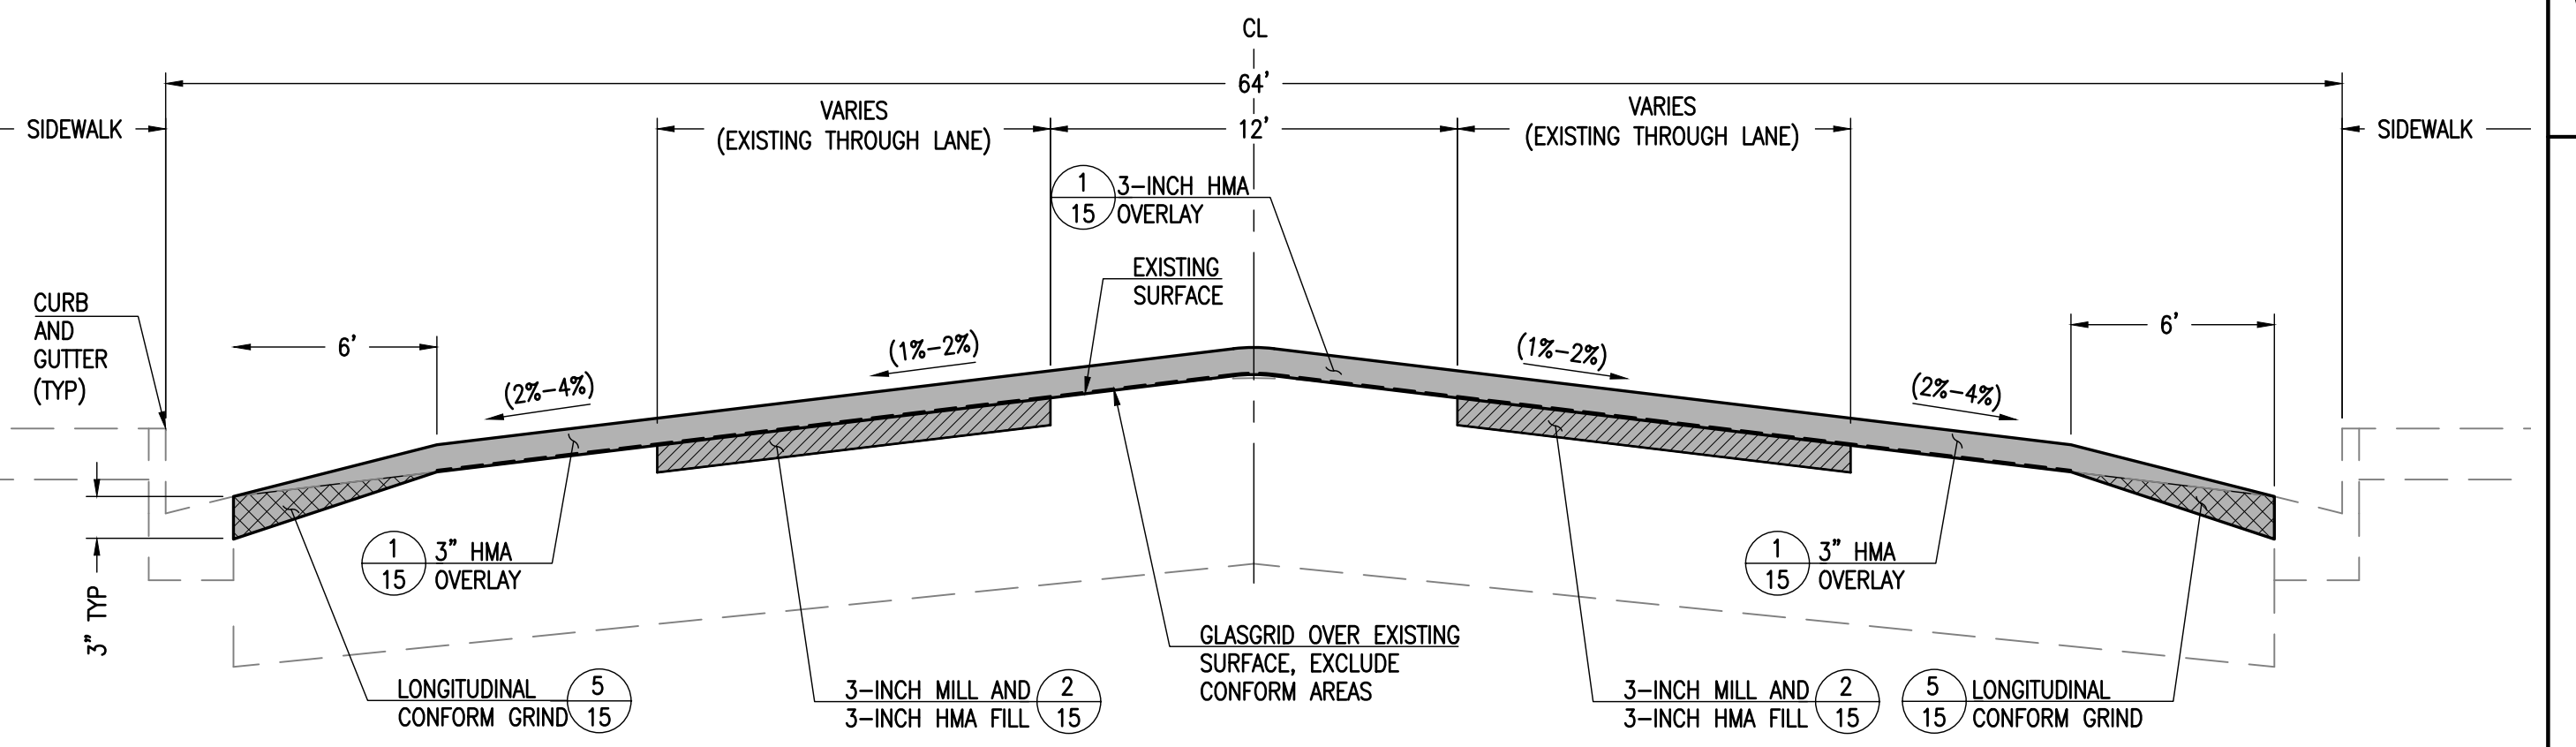 CL
64'
SIDEWALK
VARIES
(EXISTING THROUGH LANE)
12'
VARIES
(EXISTING THROUGH LANE)
SIDEWALK
1
15
3-INCH HMA
OVERLAY
EXISTING
SURFACE
CURB
AND
GUTTER
(TYP)
6'
(2%-4%)
(1%-2%)
(1%-2%)
(2%-4%)
6'
3" TYP
1
15
3" HMA
OVERLAY
1
15
3" HMA
OVERLAY
LONGITUDINAL
CONFORM GRIND
5
15
3-INCH MILL AND
3-INCH HMA FILL
2
15
GLASGRID OVER EXISTING
SURFACE, EXCLUDE
CONFORM AREAS
3-INCH MILL AND
3-INCH HMA FILL
2
15
5
15
LONGITUDINAL
CONFORM GRIND